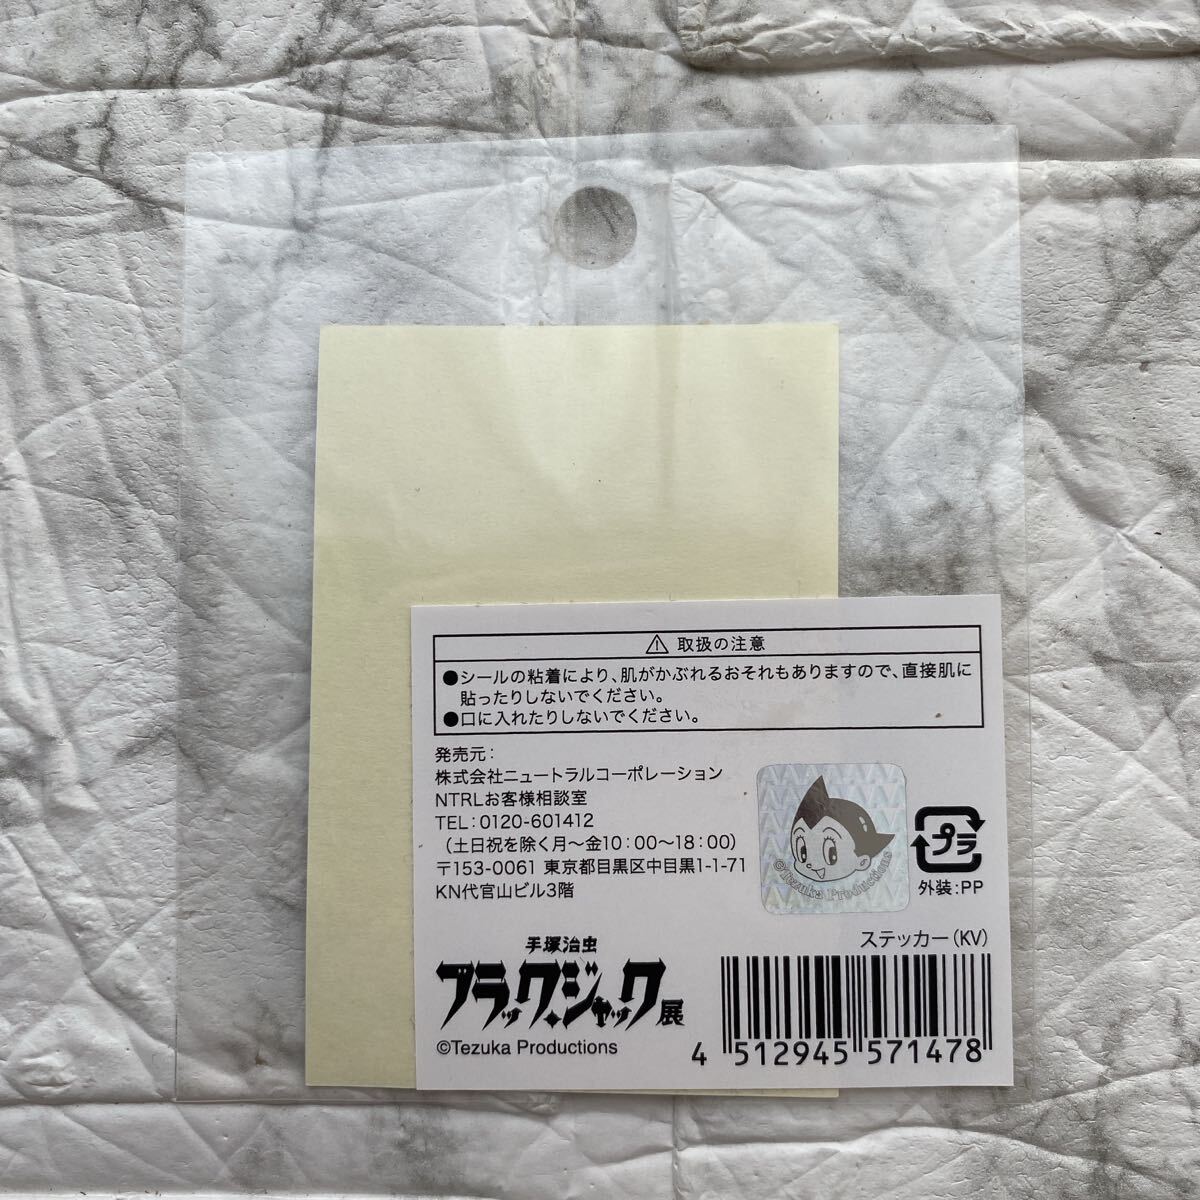 ⚠ 取扱の注意
●シールの粘着により、肌がかぶれるおそれもありますので、直接肌に
貼ったりしないでください。
●口に入れたりしないでください。
発売元：
株式会社ニュートラルコーポレーション
NTRLお客様相談室
TEL：0120-601412
（土日祝を除く月～金10：00～18：00）
〒153-0061 東京都目黒区中目黒1-1-71
KN代官山ビル3階
©Tezuka Productions
プラ
外装：PP
手塚治虫
ブラック・ジャック展
©Tezuka Productions
ステッカー（KV）
4 512945 571478